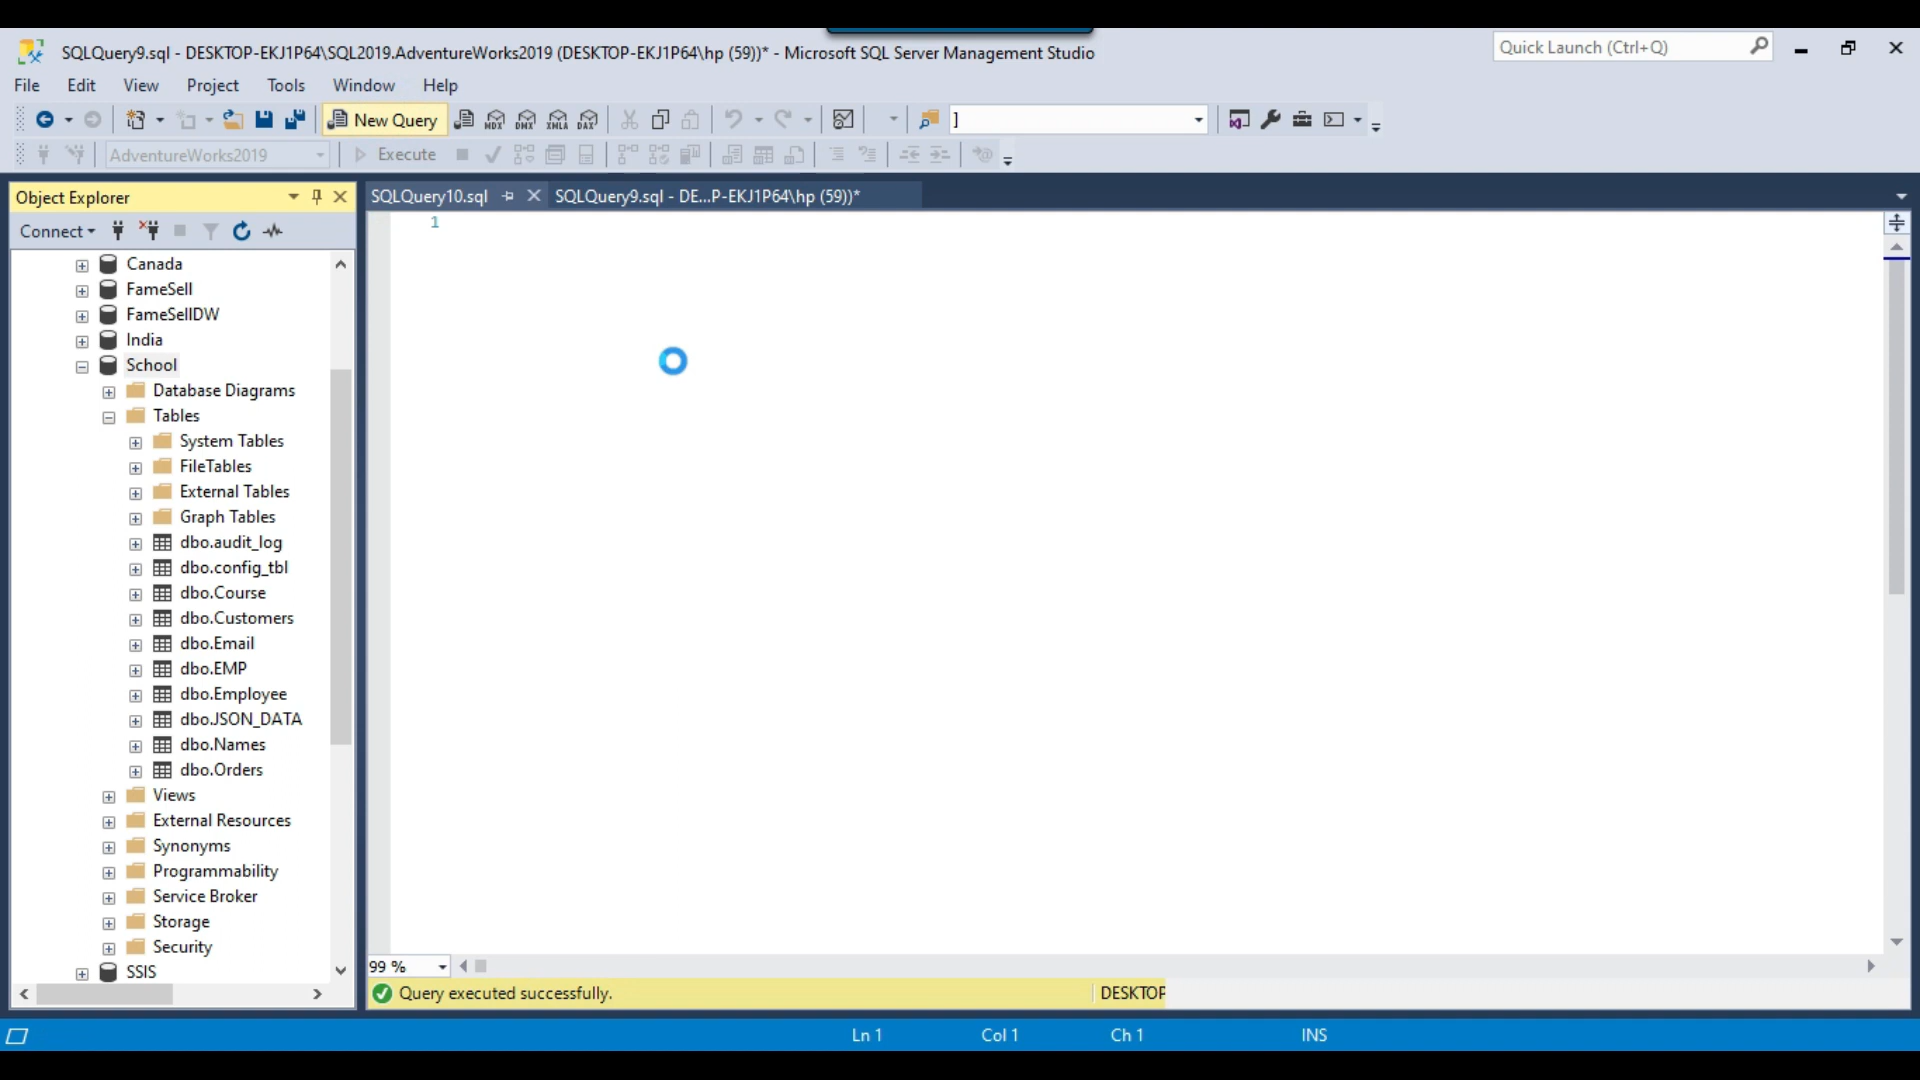 SQLQuery9.sql - DESKTOP-EKJ1P64\SQL2019.AdventureWorks2019 (DESKTOP-EKJ1P64\hp (59))* - Microsoft SQL Server Management Studio
Quick Launch (Ctrl+Q)
File Edit View Project Tools Window Help
New Query MDX DMX XMLA DAX ]
AdventureWorks2019 Execute
Object Explorer
SQLQuery10.sql SQLQuery9.sql - DE...P-EKJ1P64\hp (59))*
Connect
1
Canada
FameSell
FameSellDW
India
School
Database Diagrams
Tables
System Tables
FileTables
External Tables
Graph Tables
dbo.audit_log
dbo.config_tbl
dbo.Course
dbo.Customers
dbo.Email
dbo.EMP
dbo.Employee
dbo.JSON_DATA
dbo.Names
dbo.Orders
Views
External Resources
Synonyms
Programmability
Service Broker
Storage
Security
SSIS
99 %
Query executed successfully. DESKTOP
Ln 1 Col 1 Ch 1 INS